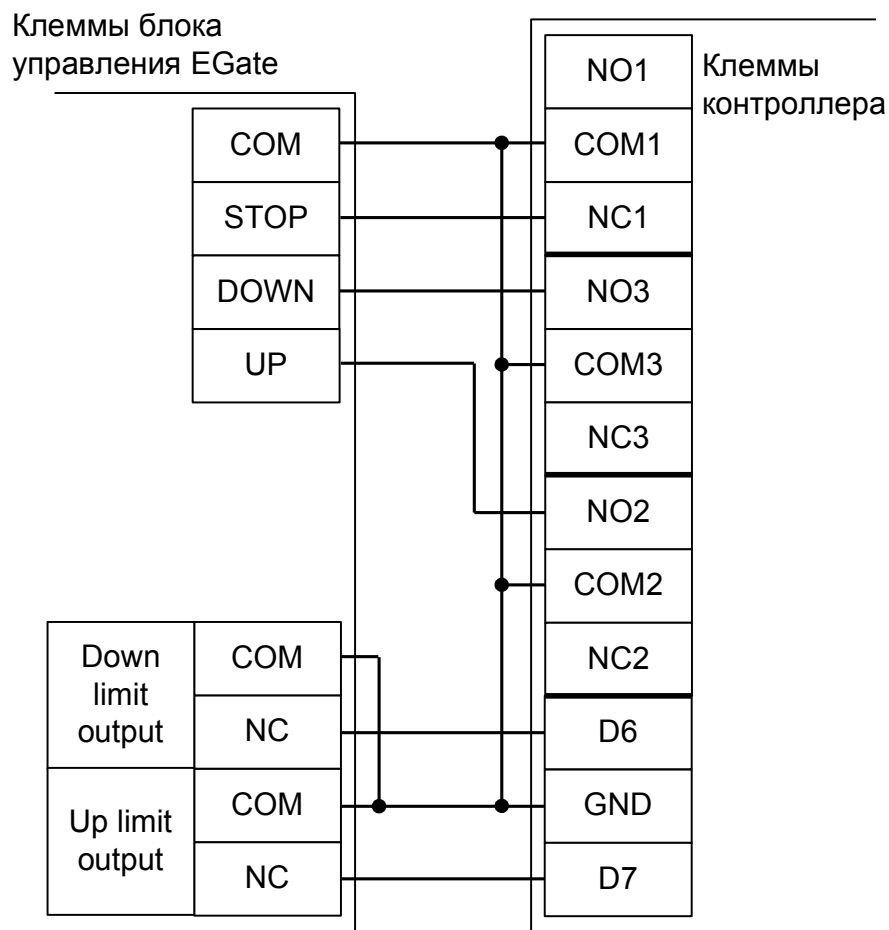 Клеммы блока
управления EGate
COM
STOP
DOWN
UP
Down
limit
output
COM
NC
Up limit
output
COM
NC
Клеммы
контроллера
NO1
COM1
NC1
NO3
COM3
NC3
NO2
COM2
NC2
D6
GND
D7